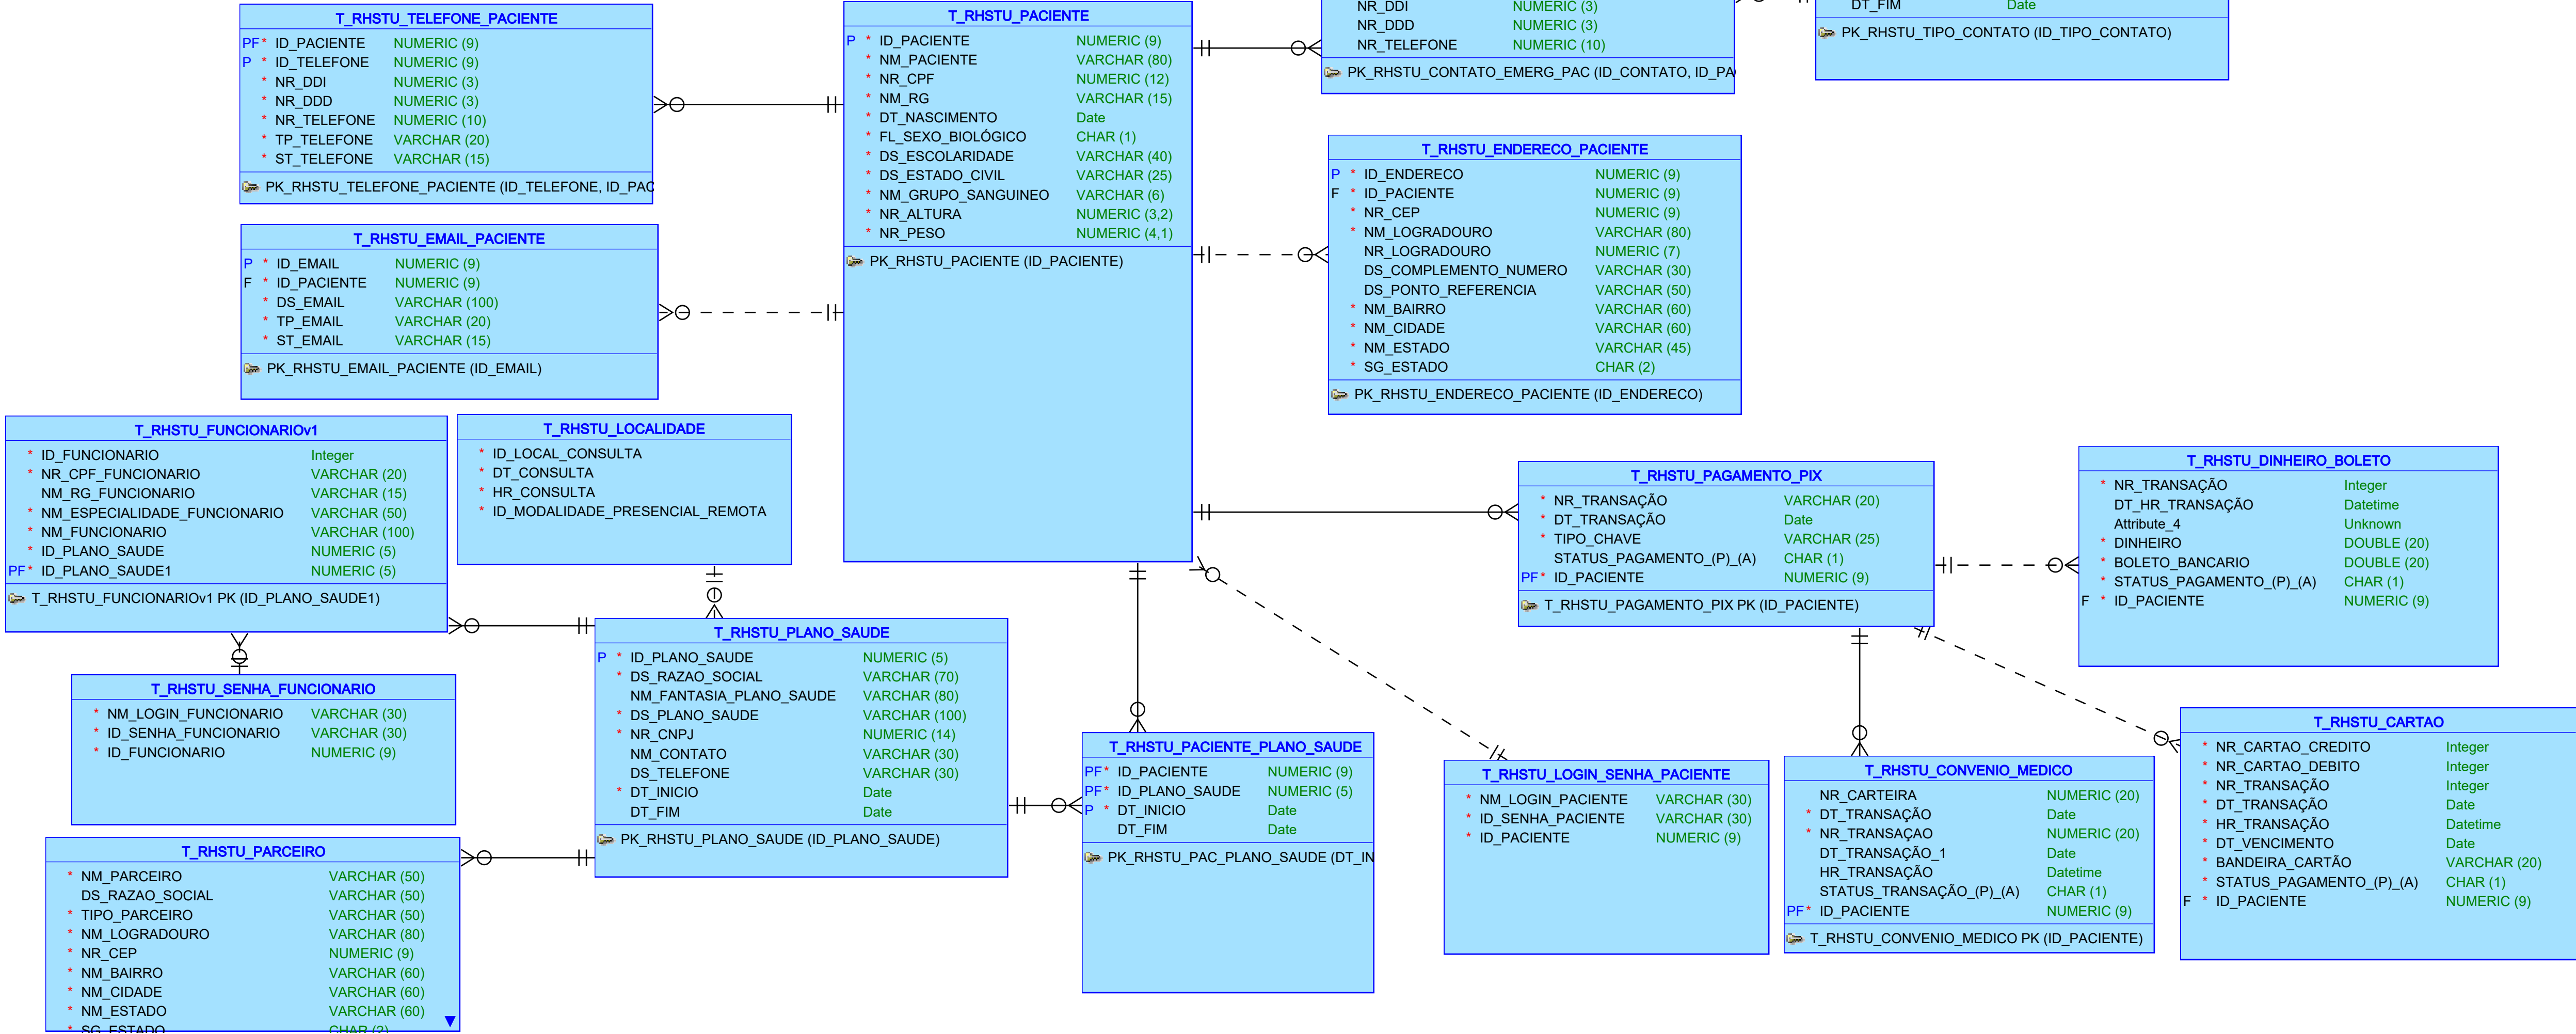 T_RHSTU_TELEFONE_PACIENTE
PF * ID_PACIENTE NUMERIC (9)
P * ID_TELEFONE NUMERIC (9)
* NR_DDI NUMERIC (3)
* NR_DDD NUMERIC (3)
* NR_TELEFONE NUMERIC (10)
* TP_TELEFONE VARCHAR (20)
* ST_TELEFONE VARCHAR (15)
PK_RHSTU_TELEFONE_PACIENTE (ID_TELEFONE, ID_PAC
T_RHSTU_PACIENTE
P * ID_PACIENTE NUMERIC (9)
* NM_PACIENTE VARCHAR (80)
* NR_CPF NUMERIC (12)
* NM_RG VARCHAR (15)
* DT_NASCIMENTO Date
* FL_SEXO_BIOLÓGICO CHAR (1)
* DS_ESCOLARIDADE VARCHAR (40)
* DS_ESTADO_CIVIL VARCHAR (25)
* NM_GRUPO_SANGUINEO VARCHAR (6)
* NR_ALTURA NUMERIC (3,2)
* NR_PESO NUMERIC (4,1)
PK_RHSTU_PACIENTE (ID_PACIENTE)
NR_DDI NUMERIC (3)
NR_DDD NUMERIC (3)
NR_TELEFONE NUMERIC (10)
PK_RHSTU_CONTATO_EMERG_PAC (ID_CONTATO, ID_PA
DT_FIM Date
PK_RHSTU_TIPO_CONTATO (ID_TIPO_CONTATO)
T_RHSTU_ENDERECO_PACIENTE
P * ID_ENDERECO NUMERIC (9)
F * ID_PACIENTE NUMERIC (9)
* NR_CEP NUMERIC (9)
* NM_LOGRADOURO VARCHAR (80)
NR_LOGRADOURO NUMERIC (7)
DS_COMPLEMENTO_NUMERO VARCHAR (30)
DS_PONTO_REFERENCIA VARCHAR (50)
* NM_BAIRRO VARCHAR (60)
* NM_CIDADE VARCHAR (60)
* NM_ESTADO VARCHAR (45)
* SG_ESTADO CHAR (2)
PK_RHSTU_ENDERECO_PACIENTE (ID_ENDERECO)
T_RHSTU_EMAIL_PACIENTE
P * ID_EMAIL NUMERIC (9)
F * ID_PACIENTE NUMERIC (9)
* DS_EMAIL VARCHAR (100)
* TP_EMAIL VARCHAR (20)
* ST_EMAIL VARCHAR (15)
PK_RHSTU_EMAIL_PACIENTE (ID_EMAIL)
T_RHSTU_FUNCIONARIOv1
* ID_FUNCIONARIO Integer
* NR_CPF_FUNCIONARIO VARCHAR (20)
NM_RG_FUNCIONARIO VARCHAR (15)
* NM_ESPECIALIDADE_FUNCIONARIO VARCHAR (50)
* NM_FUNCIONARIO VARCHAR (100)
* ID_PLANO_SAUDE NUMERIC (5)
PF * ID_PLANO_SAUDE1 NUMERIC (5)
T_RHSTU_FUNCIONARIOv1 PK (ID_PLANO_SAUDE1)
T_RHSTU_LOCALIDADE
* ID_LOCAL_CONSULTA
* DT_CONSULTA
* HR_CONSULTA
* ID_MODALIDADE_PRESENCIAL_REMOTA
T_RHSTU_PAGAMENTO_PIX
* NR_TRANSAÇÃO VARCHAR (20)
* DT_TRANSAÇÃO Date
* TIPO_CHAVE VARCHAR (25)
STATUS_PAGAMENTO_(P)_(A) CHAR (1)
PF * ID_PACIENTE NUMERIC (9)
T_RHSTU_PAGAMENTO_PIX PK (ID_PACIENTE)
T_RHSTU_DINHEIRO_BOLETO
* NR_TRANSAÇÃO Integer
DT_HR_TRANSAÇÃO Datetime
Attribute_4 Unknown
* DINHEIRO DOUBLE (20)
* BOLETO_BANCARIO DOUBLE (20)
* STATUS_PAGAMENTO_(P)_(A) CHAR (1)
F * ID_PACIENTE NUMERIC (9)
T_RHSTU_SENHA_FUNCIONARIO
* NM_LOGIN_FUNCIONARIO VARCHAR (30)
* ID_SENHA_FUNCIONARIO VARCHAR (30)
* ID_FUNCIONARIO NUMERIC (9)
T_RHSTU_PLANO_SAUDE
P * ID_PLANO_SAUDE NUMERIC (5)
* DS_RAZAO_SOCIAL VARCHAR (70)
NM_FANTASIA_PLANO_SAUDE VARCHAR (80)
* DS_PLANO_SAUDE VARCHAR (100)
* NR_CNPJ NUMERIC (14)
NM_CONTATO VARCHAR (30)
DS_TELEFONE VARCHAR (30)
* DT_INICIO Date
DT_FIM Date
PK_RHSTU_PLANO_SAUDE (ID_PLANO_SAUDE)
T_RHSTU_PACIENTE_PLANO_SAUDE
PF * ID_PACIENTE NUMERIC (9)
PF * ID_PLANO_SAUDE NUMERIC (5)
P * DT_INICIO Date
DT_FIM Date
PK_RHSTU_PAC_PLANO_SAUDE (DT_IN
T_RHSTU_LOGIN_SENHA_PACIENTE
* NM_LOGIN_PACIENTE VARCHAR (30)
* ID_SENHA_PACIENTE VARCHAR (30)
* ID_PACIENTE NUMERIC (9)
T_RHSTU_CONVENIO_MEDICO
NR_CARTEIRA NUMERIC (20)
* DT_TRANSAÇÃO Date
* NR_TRANSAÇAO NUMERIC (20)
DT_TRANSAÇÃO_1 Date
HR_TRANSAÇÃO Datetime
STATUS_TRANSAÇÃO_(P)_(A) CHAR (1)
PF * ID_PACIENTE NUMERIC (9)
T_RHSTU_CONVENIO_MEDICO PK (ID_PACIENTE)
T_RHSTU_CARTAO
* NR_CARTAO_CREDITO Integer
* NR_CARTAO_DEBITO Integer
* NR_TRANSAÇÃO Integer
* DT_TRANSAÇÃO Date
* HR_TRANSAÇÃO Datetime
* DT_VENCIMENTO Date
* BANDEIRA_CARTÃO VARCHAR (20)
* STATUS_PAGAMENTO_(P)_(A) CHAR (1)
F * ID_PACIENTE NUMERIC (9)
T_RHSTU_PARCEIRO
* NM_PARCEIRO VARCHAR (50)
DS_RAZAO_SOCIAL VARCHAR (50)
* TIPO_PARCEIRO VARCHAR (50)
* NM_LOGRADOURO VARCHAR (80)
* NR_CEP NUMERIC (9)
* NM_BAIRRO VARCHAR (60)
* NM_CIDADE VARCHAR (60)
* NM_ESTADO VARCHAR (60)
* SG_ESTADO CHAR (2)